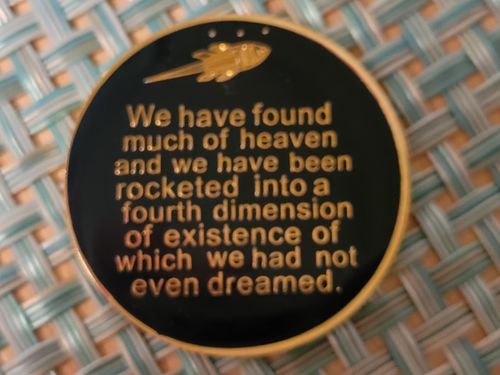 We have found
much of heaven
and we have been
rocketed into a
fourth dimension
of existence of
which we had not
even dreamed.